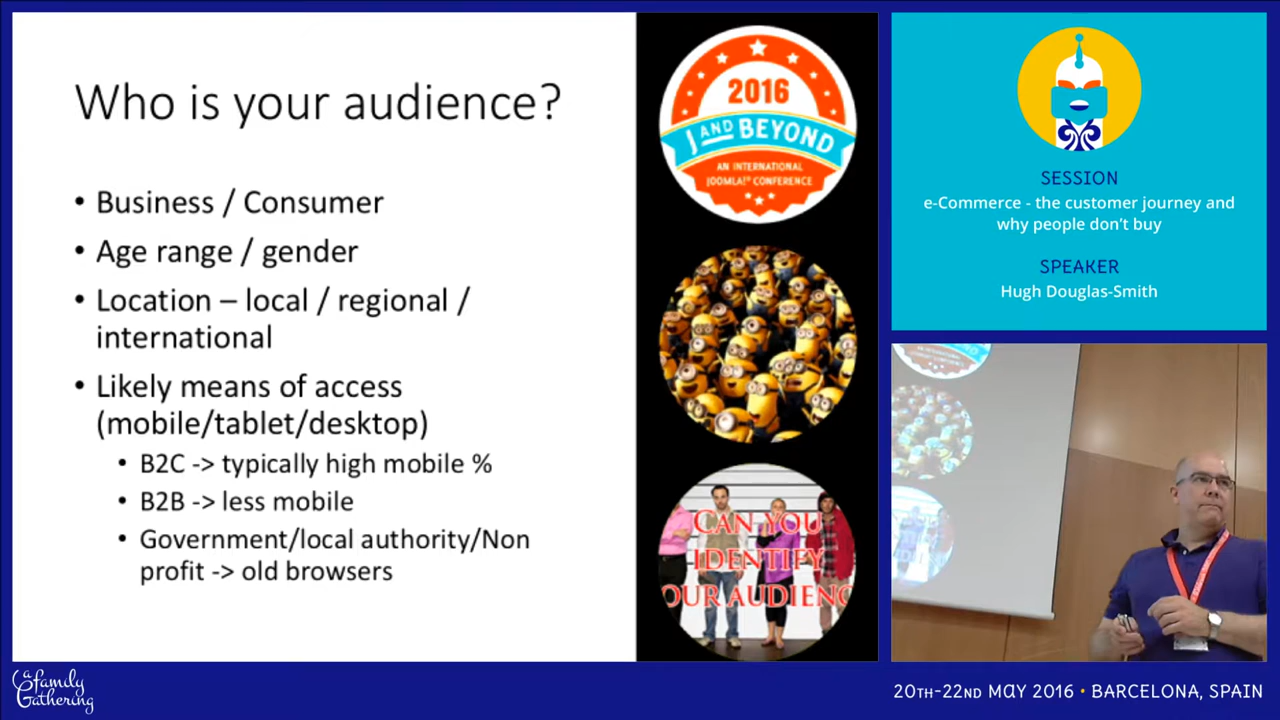 Who is your audience?
• Business / Consumer
• Age range / gender
• Location – local / regional /
international
• Likely means of access
(mobile/tablet/desktop)
• B2C -> typically high mobile %
• B2B -> less mobile
• Government/local authority/Non
profit -> old browsers
2016
J AND BEYOND
AN INTERNATIONAL
JOOMLA!® CONFERENCE
CAN YOU
IDENTIFY
OUR AUDIENC
SESSION
e-Commerce - the customer journey and
why people don't buy
SPEAKER
Hugh Douglas-Smith
a
family
Gathering
20TH-22ND MAY 2016 • BARCELONA, SPAIN